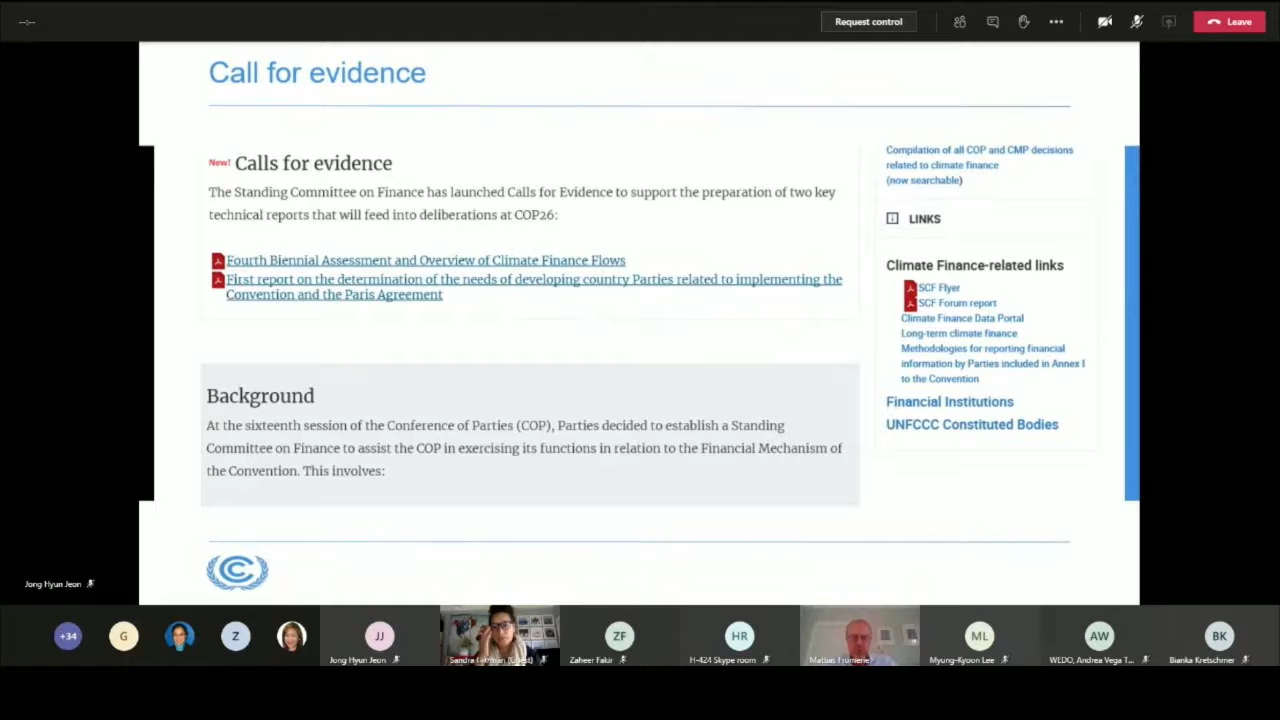 --:--
Request control
Leave
Call for evidence
New! Calls for evidence
The Standing Committee on Finance has launched Calls for Evidence to support the preparation of two key
technical reports that will feed into deliberations at COP26:
Fourth Biennial Assessment and Overview of Climate Finance Flows
First report on the determination of the needs of developing country Parties related to implementing the
Convention and the Paris Agreement
Background
At the sixteenth session of the Conference of Parties (COP), Parties decided to establish a Standing
Committee on Finance to assist the COP in exercising its functions in relation to the Financial Mechanism of
the Convention. This involves:
Compilation of all COP and CMP decisions
related to climate finance
(now searchable)
LINKS
Climate Finance-related links
SCF Flyer
SCF Forum report
Climate Finance Data Portal
Long-term climate finance
Methodologies for reporting financial
information by Parties included in Annex I
to the Convention
Financial Institutions
UNFCCC Constituted Bodies
Jong Hyun Jeon
+34
G
Z
JJ
Jong Hyun Jeon
Sandra (Guest)
ZF
Zaheer Fakir
HR
H-424 Skype room
Mattias Frumerie
ML
Myung-Kyoon Lee
AW
WEDO, Andrea Vega T...
BK
Bianka Kretschmer